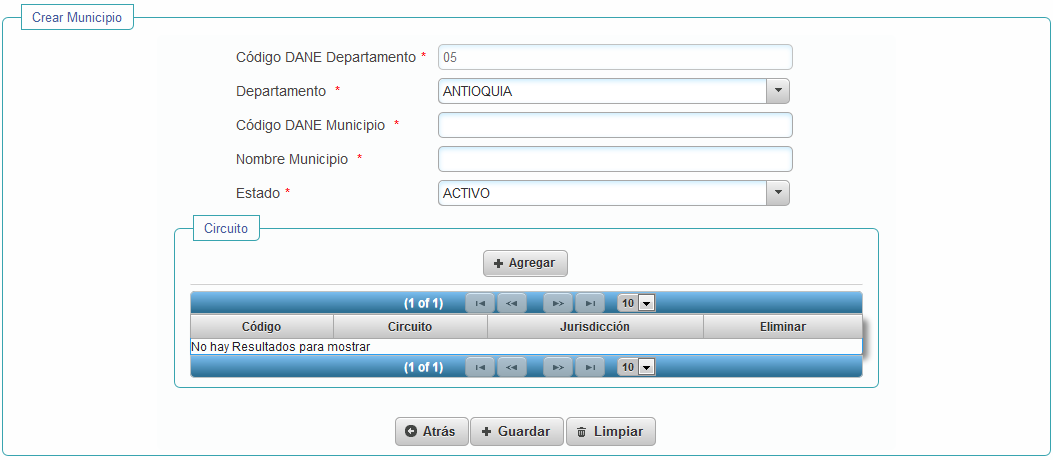 Crear Municipio
Código DANE Departamento * 05
Departamento * ANTIOQUIA
Código DANE Municipio *
Nombre Municipio *
Estado * ACTIVO
Circuito
Agregar
(1 of 1) 10
Código Circuito Jurisdicción Eliminar
No hay Resultados para mostrar
(1 of 1) 10
Atrás Guardar Limpiar